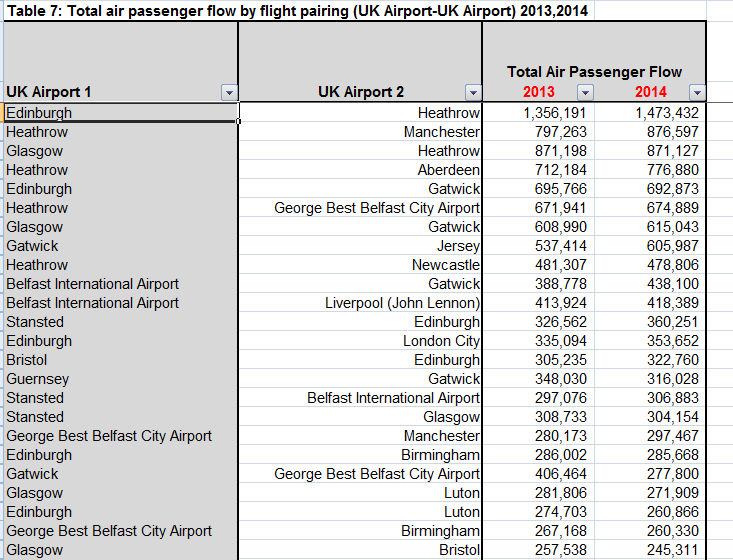 Table 7: Total air passenger flow by flight pairing (UK Airport-UK Airport) 2013,2014
Total Air Passenger Flow
UK Airport 1 UK Airport 2 2013 2014
Edinburgh Heathrow 1,356,191 1,473,432
Heathrow Manchester 797,263 876,597
Glasgow Heathrow 871,198 871,127
Heathrow Aberdeen 712,184 776,880
Edinburgh Gatwick 695,766 692,873
Heathrow George Best Belfast City Airport 671,941 674,889
Glasgow Gatwick 608,990 615,043
Gatwick Jersey 537,414 605,987
Heathrow Newcastle 481,307 478,806
Belfast International Airport Gatwick 388,778 438,100
Belfast International Airport Liverpool (John Lennon) 413,924 418,389
Stansted Edinburgh 326,562 360,251
Edinburgh London City 335,094 353,652
Bristol Edinburgh 305,235 322,760
Guernsey Gatwick 348,030 316,028
Stansted Belfast International Airport 297,076 306,883
Stansted Glasgow 308,733 304,154
George Best Belfast City Airport Manchester 280,173 297,467
Edinburgh Birmingham 286,002 285,668
Gatwick George Best Belfast City Airport 406,464 277,800
Glasgow Luton 281,806 271,909
Edinburgh Luton 274,703 260,866
George Best Belfast City Airport Birmingham 267,168 260,330
Glasgow Bristol 257,538 245,311